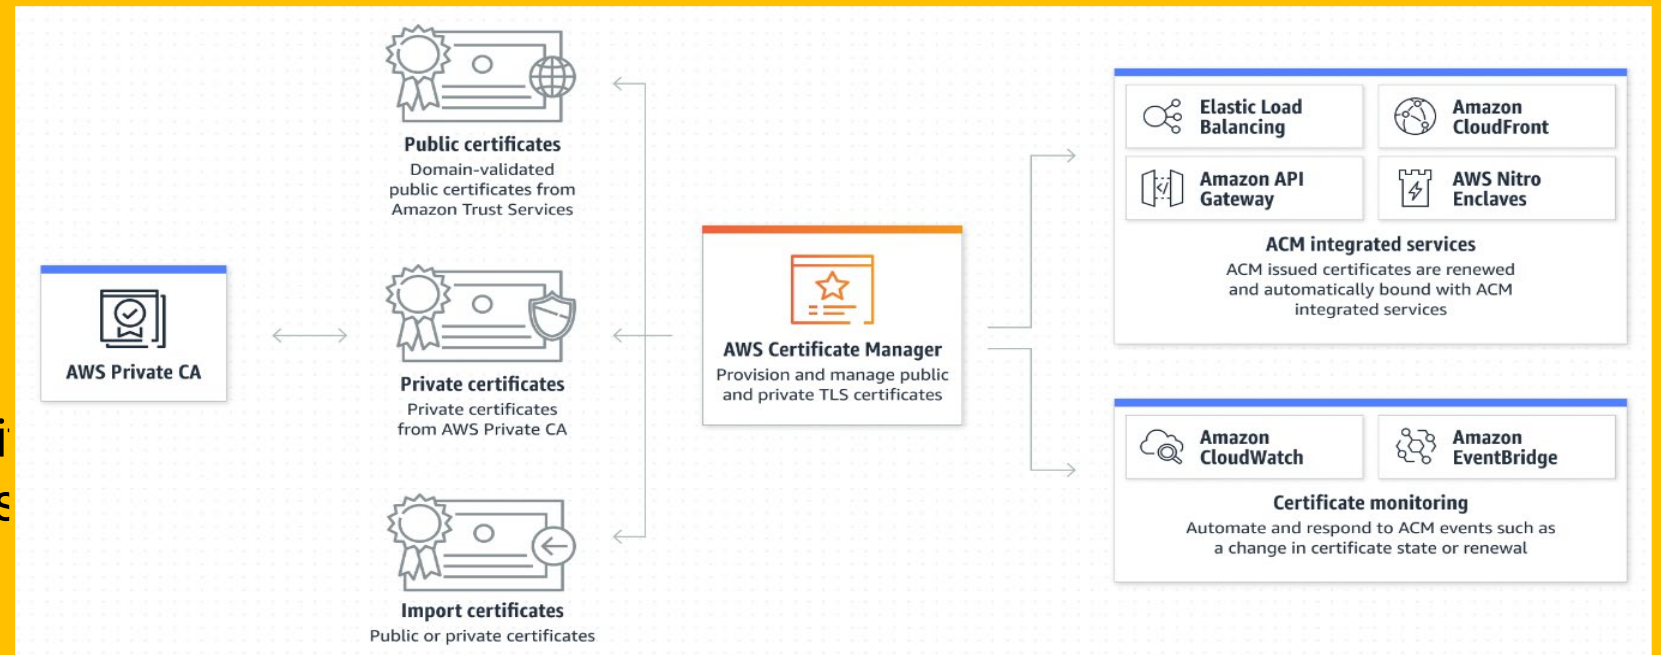 Public certificates
Domain-validated
public certificates from
Amazon Trust Services
AWS Private CA
Private certificates
Private certificates
from AWS Private CA
Import certificates
Public or private certificates
AWS Certificate Manager
Provision and manage public
and private TLS certificates
Elastic Load
Balancing
Amazon
CloudFront
Amazon API
Gateway
AWS Nitro
Enclaves
ACM integrated services
ACM issued certificates are renewed
and automatically bound with ACM
integrated services
Amazon
CloudWatch
Amazon
EventBridge
Certificate monitoring
Automate and respond to ACM events such as
a change in certificate state or renewal